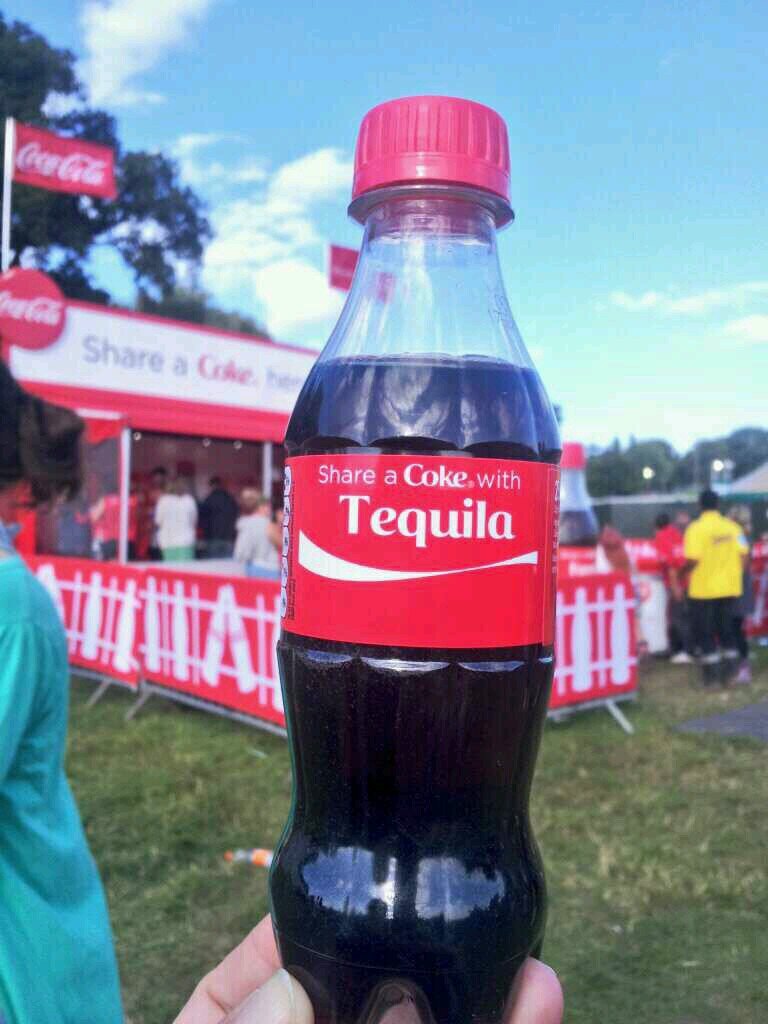 Coca-Cola
Coca-Cola
Share a Coke. here
Share a Coke® with
Tequila